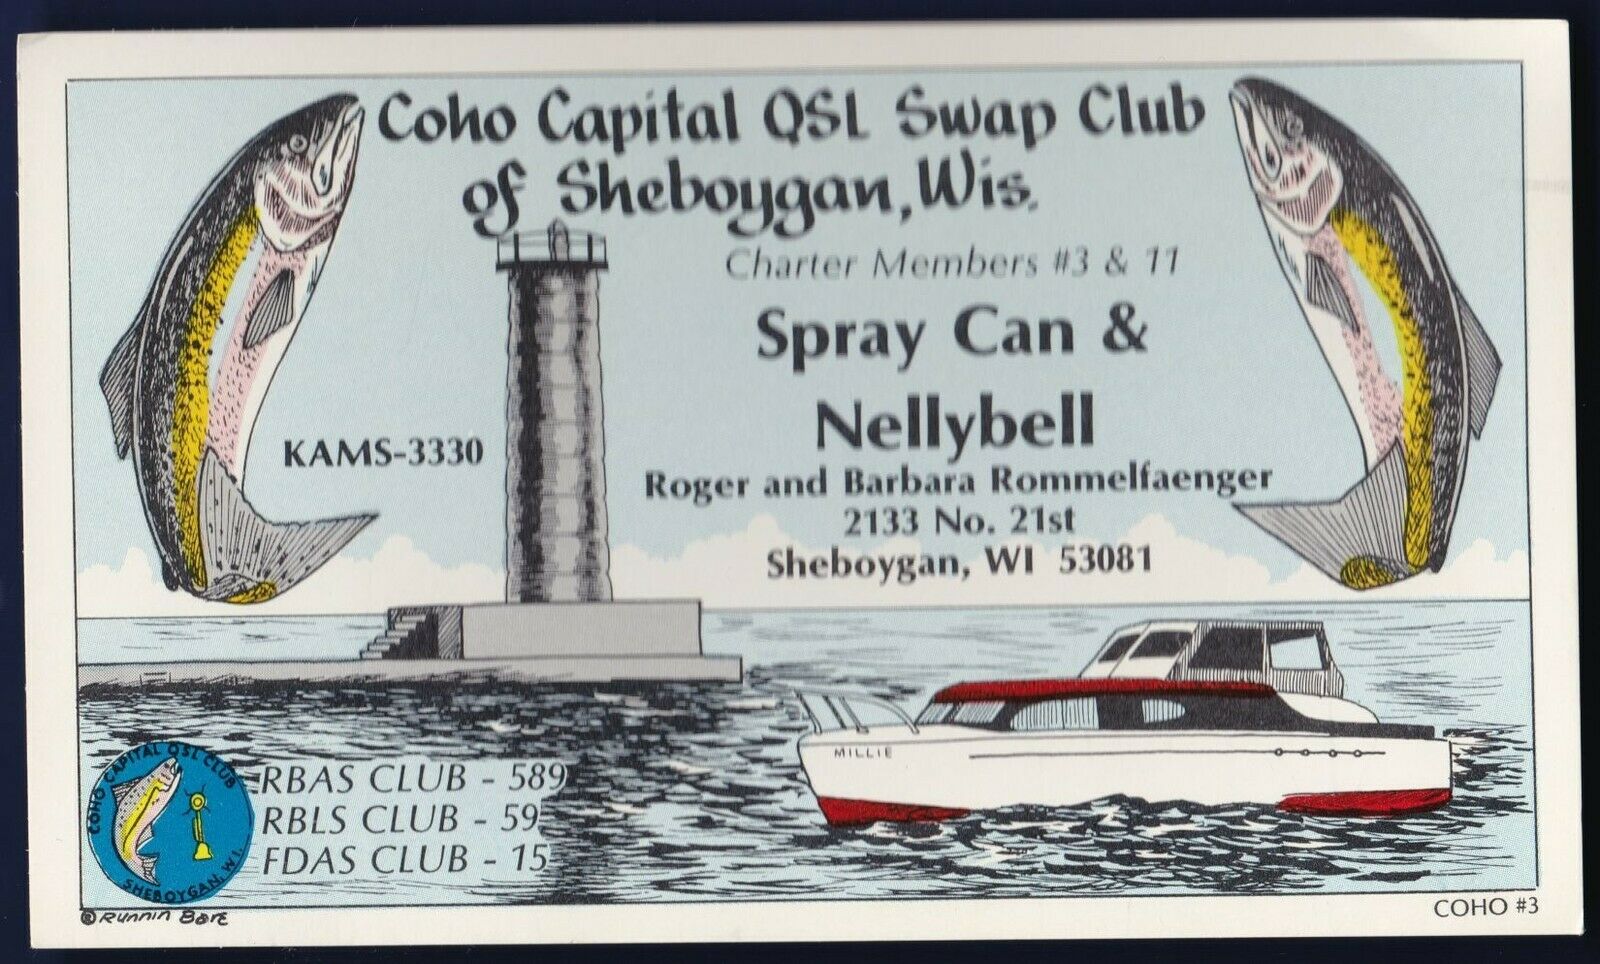 Coho Capital QSL Swap Club
of Sheboygan, Wis.
Charter Members #3 & 11
Spray Can &
Nellybell
KAMS-3330
Roger and Barbara Rommelfaenger
2133 No. 21st
Sheboygan, WI 53081
MILLIE
COHO CAPITAL QSL CLUB
SHEBOYGAN, WI.
RBAS CLUB - 589
RBLS CLUB - 59
FDAS CLUB - 15
© Runnin Bare
COHO #3